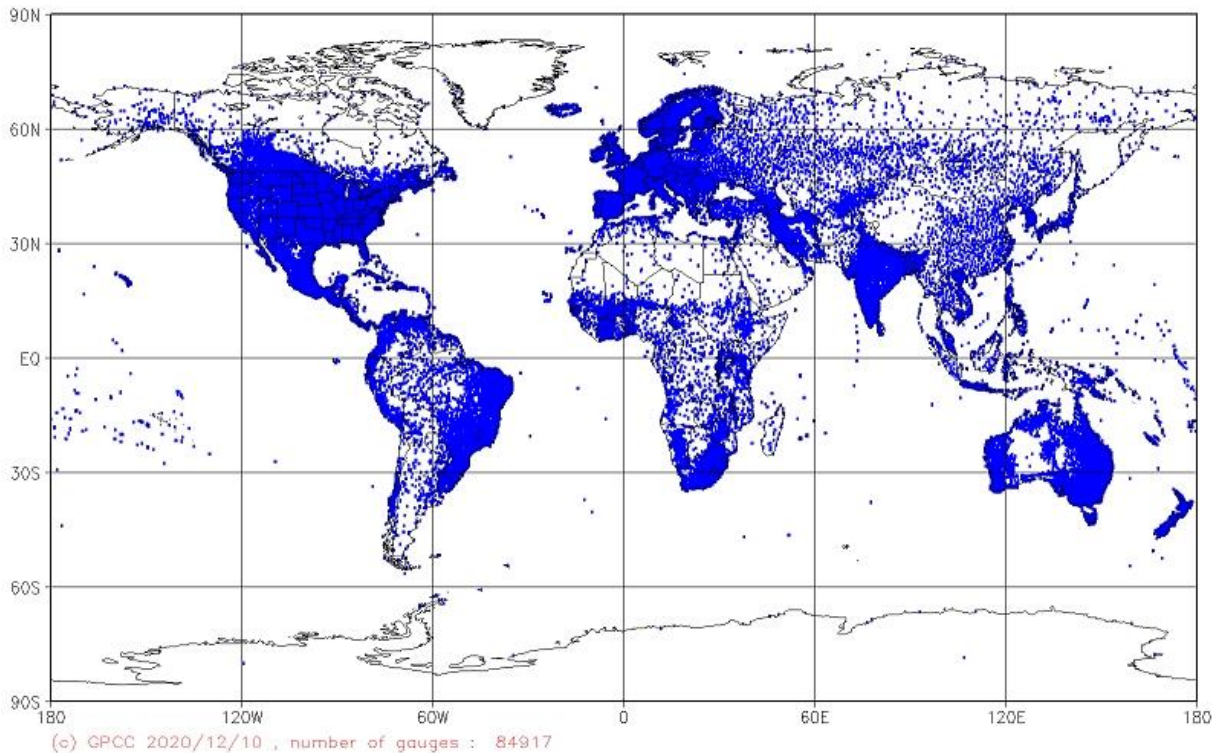 90N
60N
30N
EQ
30S
60S
90S
180 120W 60W 0 60E 120E 180
(c) GPCC 2020/12/10 , number of gauges : 84917